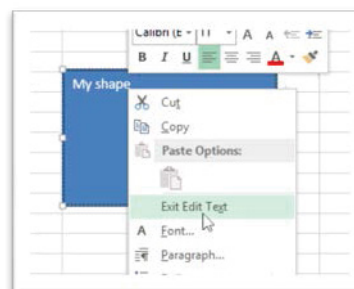 Calibri (E 11 A A
B I U A
My shape
Cut
Copy
Paste Options:
Exit Edit Text
A Font...
Paragraph...